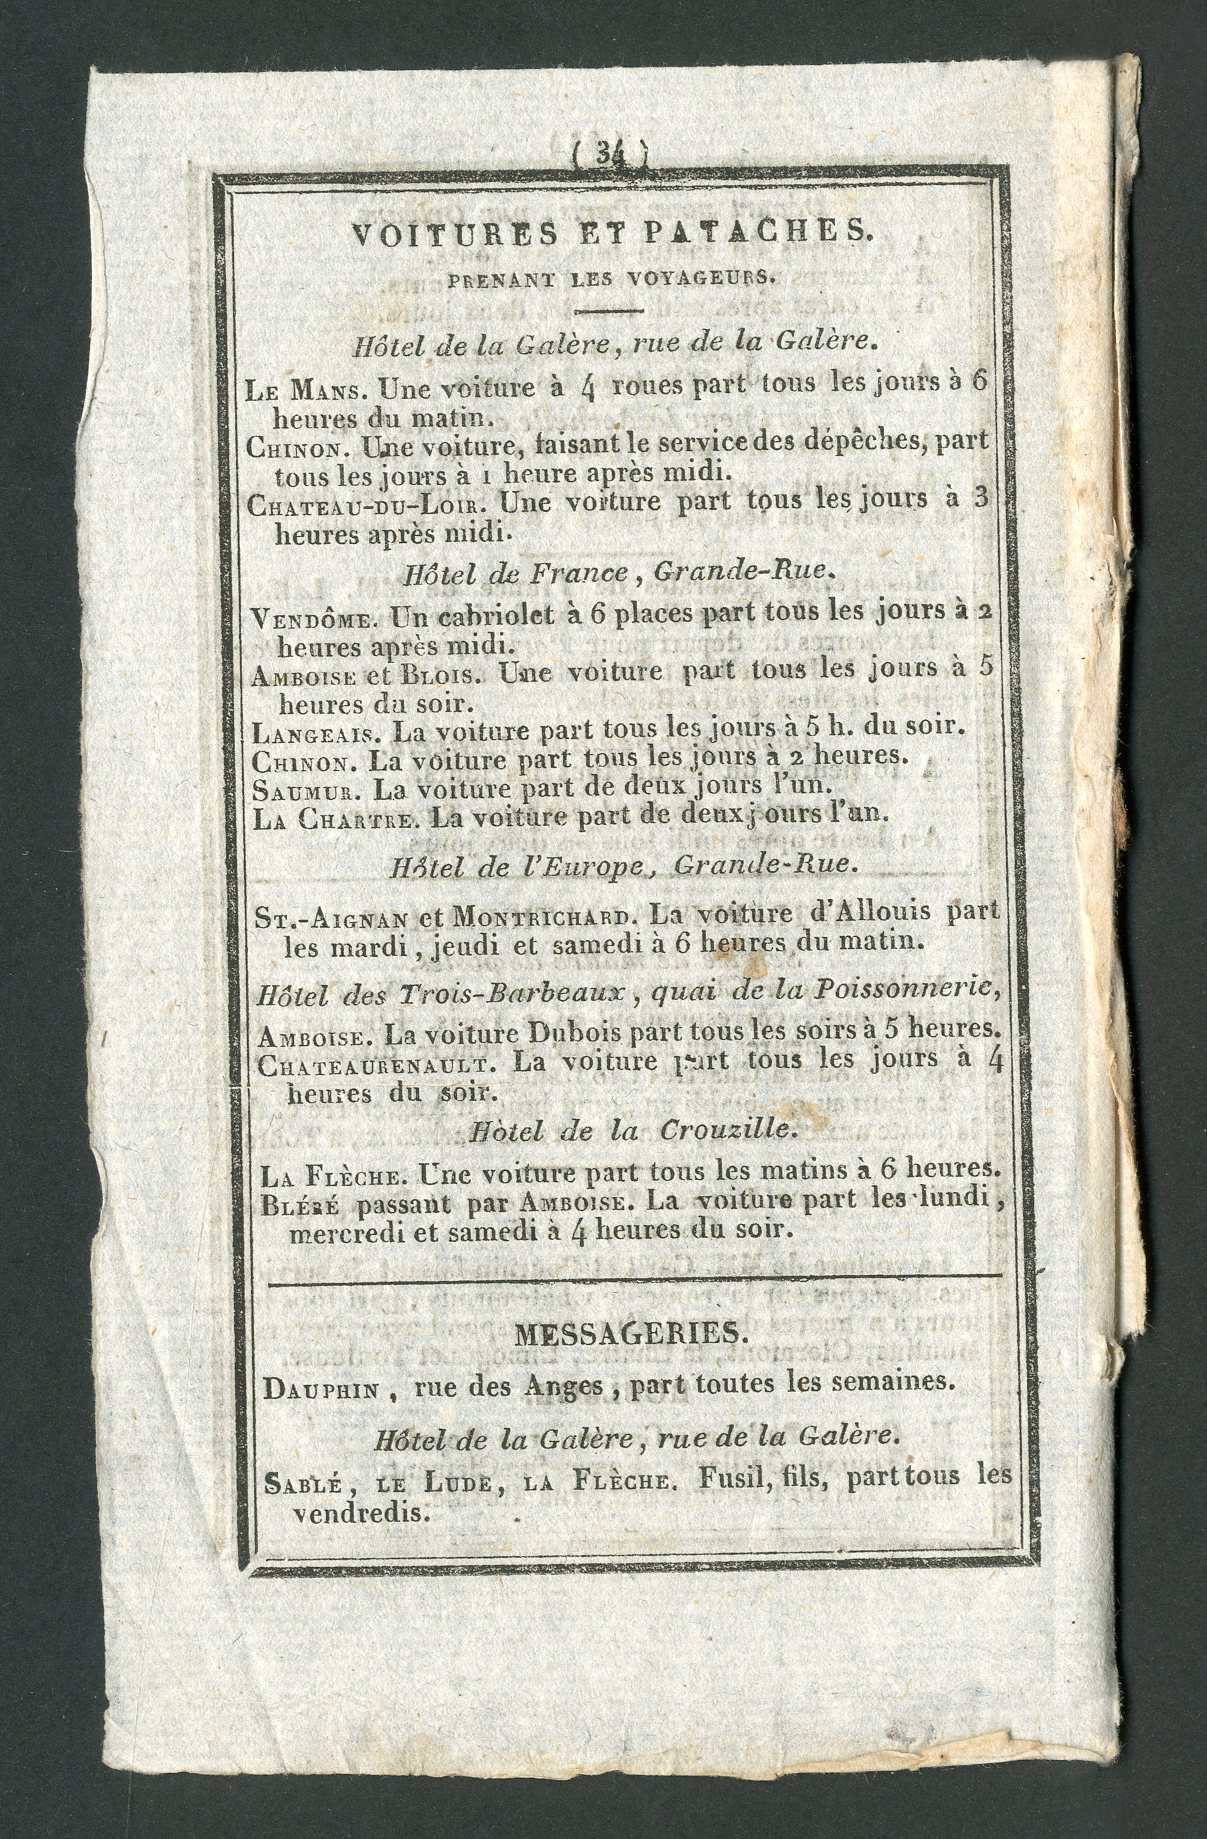 ( 34 )
VOITURES ET PATACHES.
PRENANT LES VOYAGEURS.
Hôtel de la Galère, rue de la Galère.
LE MANS. Une voiture à 4 roues part tous les jours à 6
heures du matin.
CHINON. Une voiture, faisant le service des dépêches, part
tous les jours à 1 heure après midi.
CHATEAU-DU-LOIR. Une voiture part tous les jours à 3
heures après midi.
Hôtel de France, Grande-Rue.
VENDÔME. Un cabriolet à 6 places part tous les jours à 2
heures après midi.
AMBOISE et BLOIS. Une voiture part tous les jours à 5
heures du soir.
LANGEAIS. La voiture part tous les jours à 5 h. du soir.
CHINON. La voiture part tous les jours à 2 heures.
SAUMUR. La voiture part de deux jours l'un.
LA CHARTRE. La voiture part de deux j ours l'un.
Hôtel de l'Europe, Grande-Rue.
ST.-AIGNAN et MONTRICHARD. La voiture d'Allouis part
les mardi, jeudi et samedi à 6 heures du matin.
Hôtel des Trois-Barbeaux, quai de la Poissonnerie,
AMBOISE. La voiture Dubois part tous les soirs à 5 heures.
CHATEAURENAULT. La voiture part tous les jours à 4
heures du soir.
Hòtel de la Crouzille.
LA FLÈCHE. Une voiture part tous les matins à 6 heures.
BLÉRÉ passant par AMBOISE. La voiture part les lundi,
mercredi et samedi à 4 heures du soir.
MESSAGERIES.
DAUPHIN, rue des Anges, part toutes les semaines.
Hôtel de la Galère, rue de la Galère.
SABLÉ, LE LUDE, LA FLÈCHE. Fusil, fils, part tous les
vendredis.